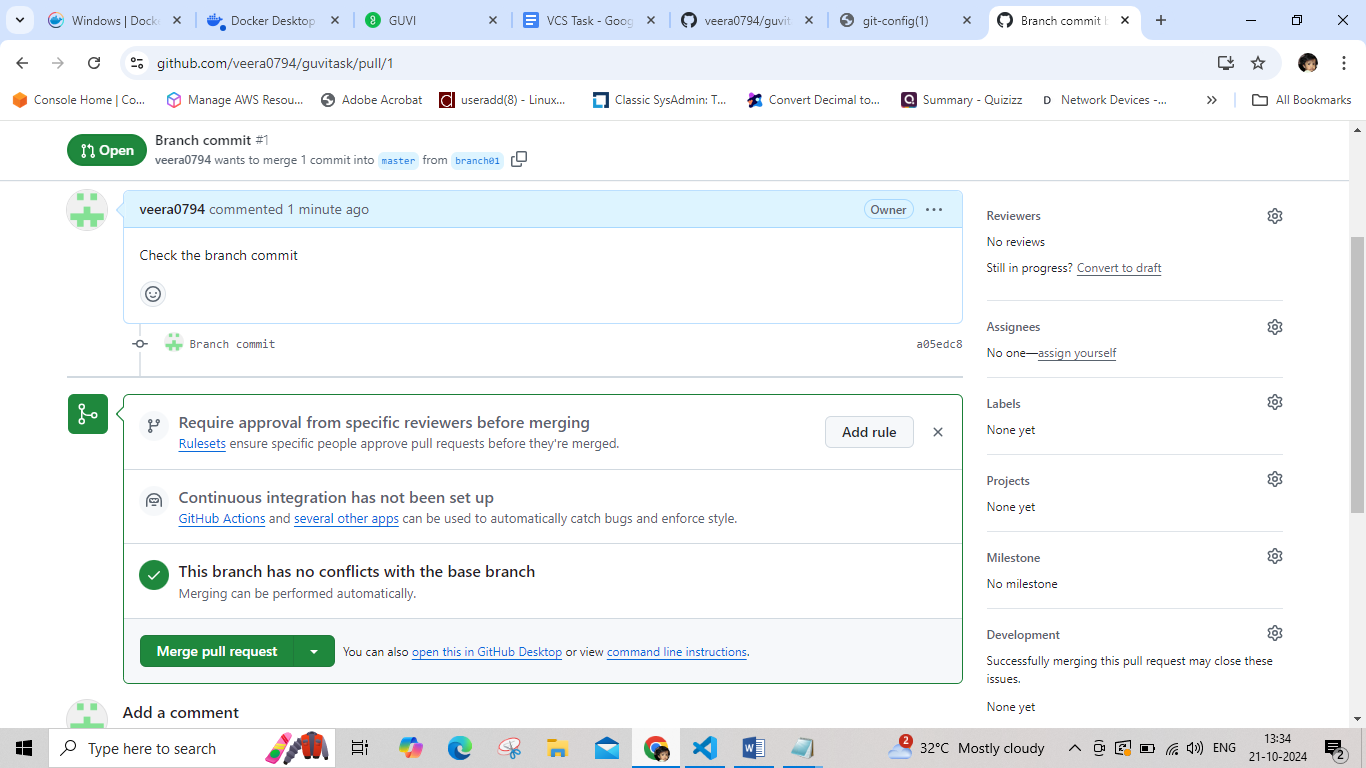 Windows | Dock
Docker Desktop
GUVI
VCS Task - Goog
veera0794/guvit
git-config(1)
Branch commit b
github.com/veera0794/guvitask/pull/1
Console Home | Co...
Manage AWS Resou...
Adobe Acrobat
useradd(8) - Linux...
Classic SysAdmin: T...
Convert Decimal to...
Summary - Quizizz
D Network Devices -...
All Bookmarks
Open
Branch commit #1
veera0794 wants to merge 1 commit into master from branch01
veera0794 commented 1 minute ago
Owner
Check the branch commit
Branch commit
a05edc8
Require approval from specific reviewers before merging
Rulesets ensure specific people approve pull requests before they're merged.
Add rule
Continuous integration has not been set up
GitHub Actions and several other apps can be used to automatically catch bugs and enforce style.
This branch has no conflicts with the base branch
Merging can be performed automatically.
Merge pull request
You can also open this in GitHub Desktop or view command line instructions.
Add a comment
Reviewers
No reviews
Still in progress? Convert to draft
Assignees
No one—assign yourself
Labels
None yet
Projects
None yet
Milestone
No milestone
Development
Successfully merging this pull request may close these
issues.
None yet
Type here to search
2
32°C Mostly cloudy
ENG
13:34
21-10-2024
2